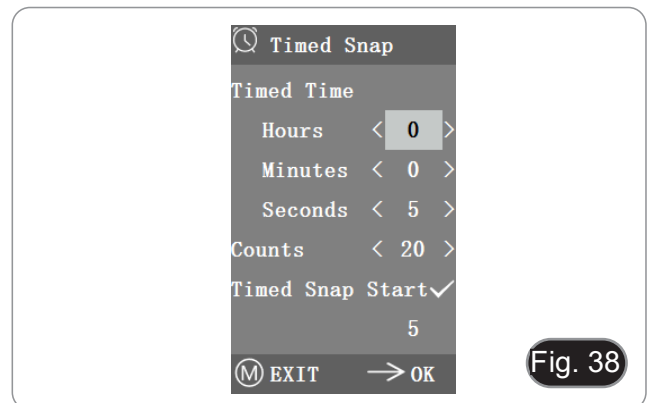 Timed Snap
Timed Time
Hours < 0 >
Minutes < 0 >
Seconds < 5 >
Counts < 20 >
Timed Snap Start✓
5
Ⓜ EXIT → OK
Fig. 38